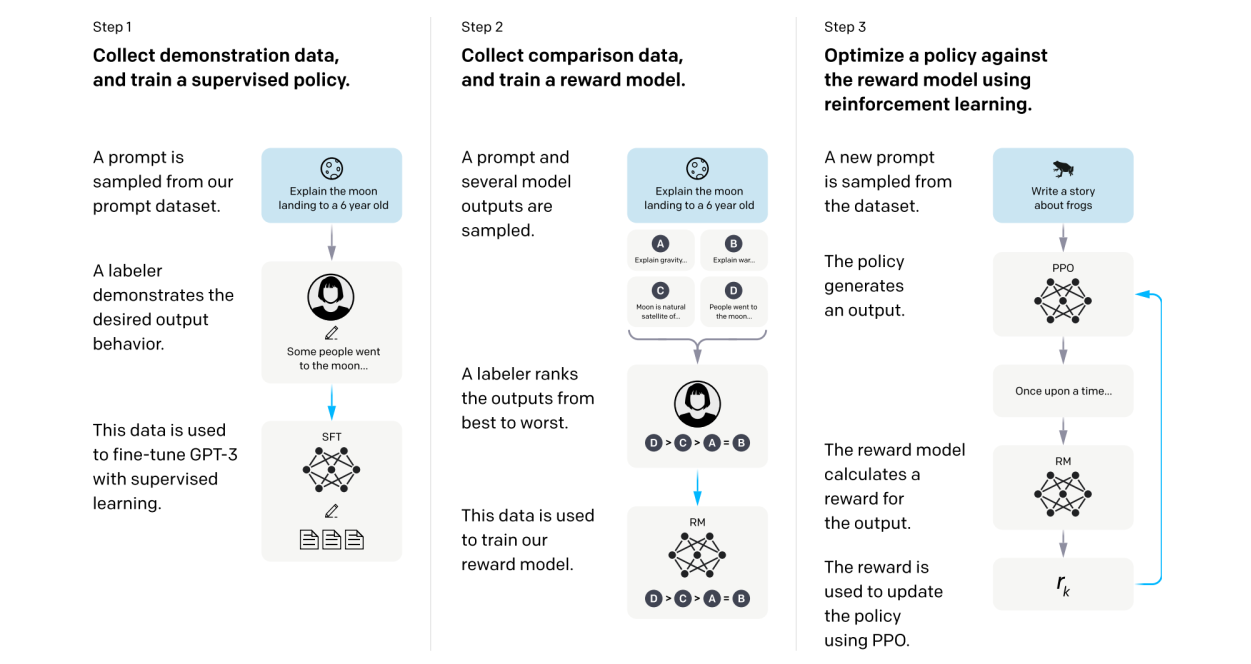 Step 1
Collect demonstration data,
and train a supervised policy.
A prompt is
sampled from our
prompt dataset.
Explain the moon
landing to a 6 year old
A labeler
demonstrates the
desired output
behavior.
Some people went
to the moon...
This data is used
to fine-tune GPT-3
with supervised
learning.
SFT
Step 2
Collect comparison data,
and train a reward model.
A prompt and
several model
outputs are
sampled.
Explain the moon
landing to a 6 year old
A
Explain gravity...
B
Explain war...
C
Moon is natural
satellite of...
D
People went to
the moon...
A labeler ranks
the outputs from
best to worst.
D > C > A = B
This data is used
to train our
reward model.
RM
D > C > A = B
Step 3
Optimize a policy against
the reward model using
reinforcement learning.
A new prompt
is sampled from
the dataset.
Write a story
about frogs
The policy
generates
an output.
PPO
Once upon a time...
The reward model
calculates a
reward for
the output.
RM
The reward is
used to update
the policy
using PPO.
r_k